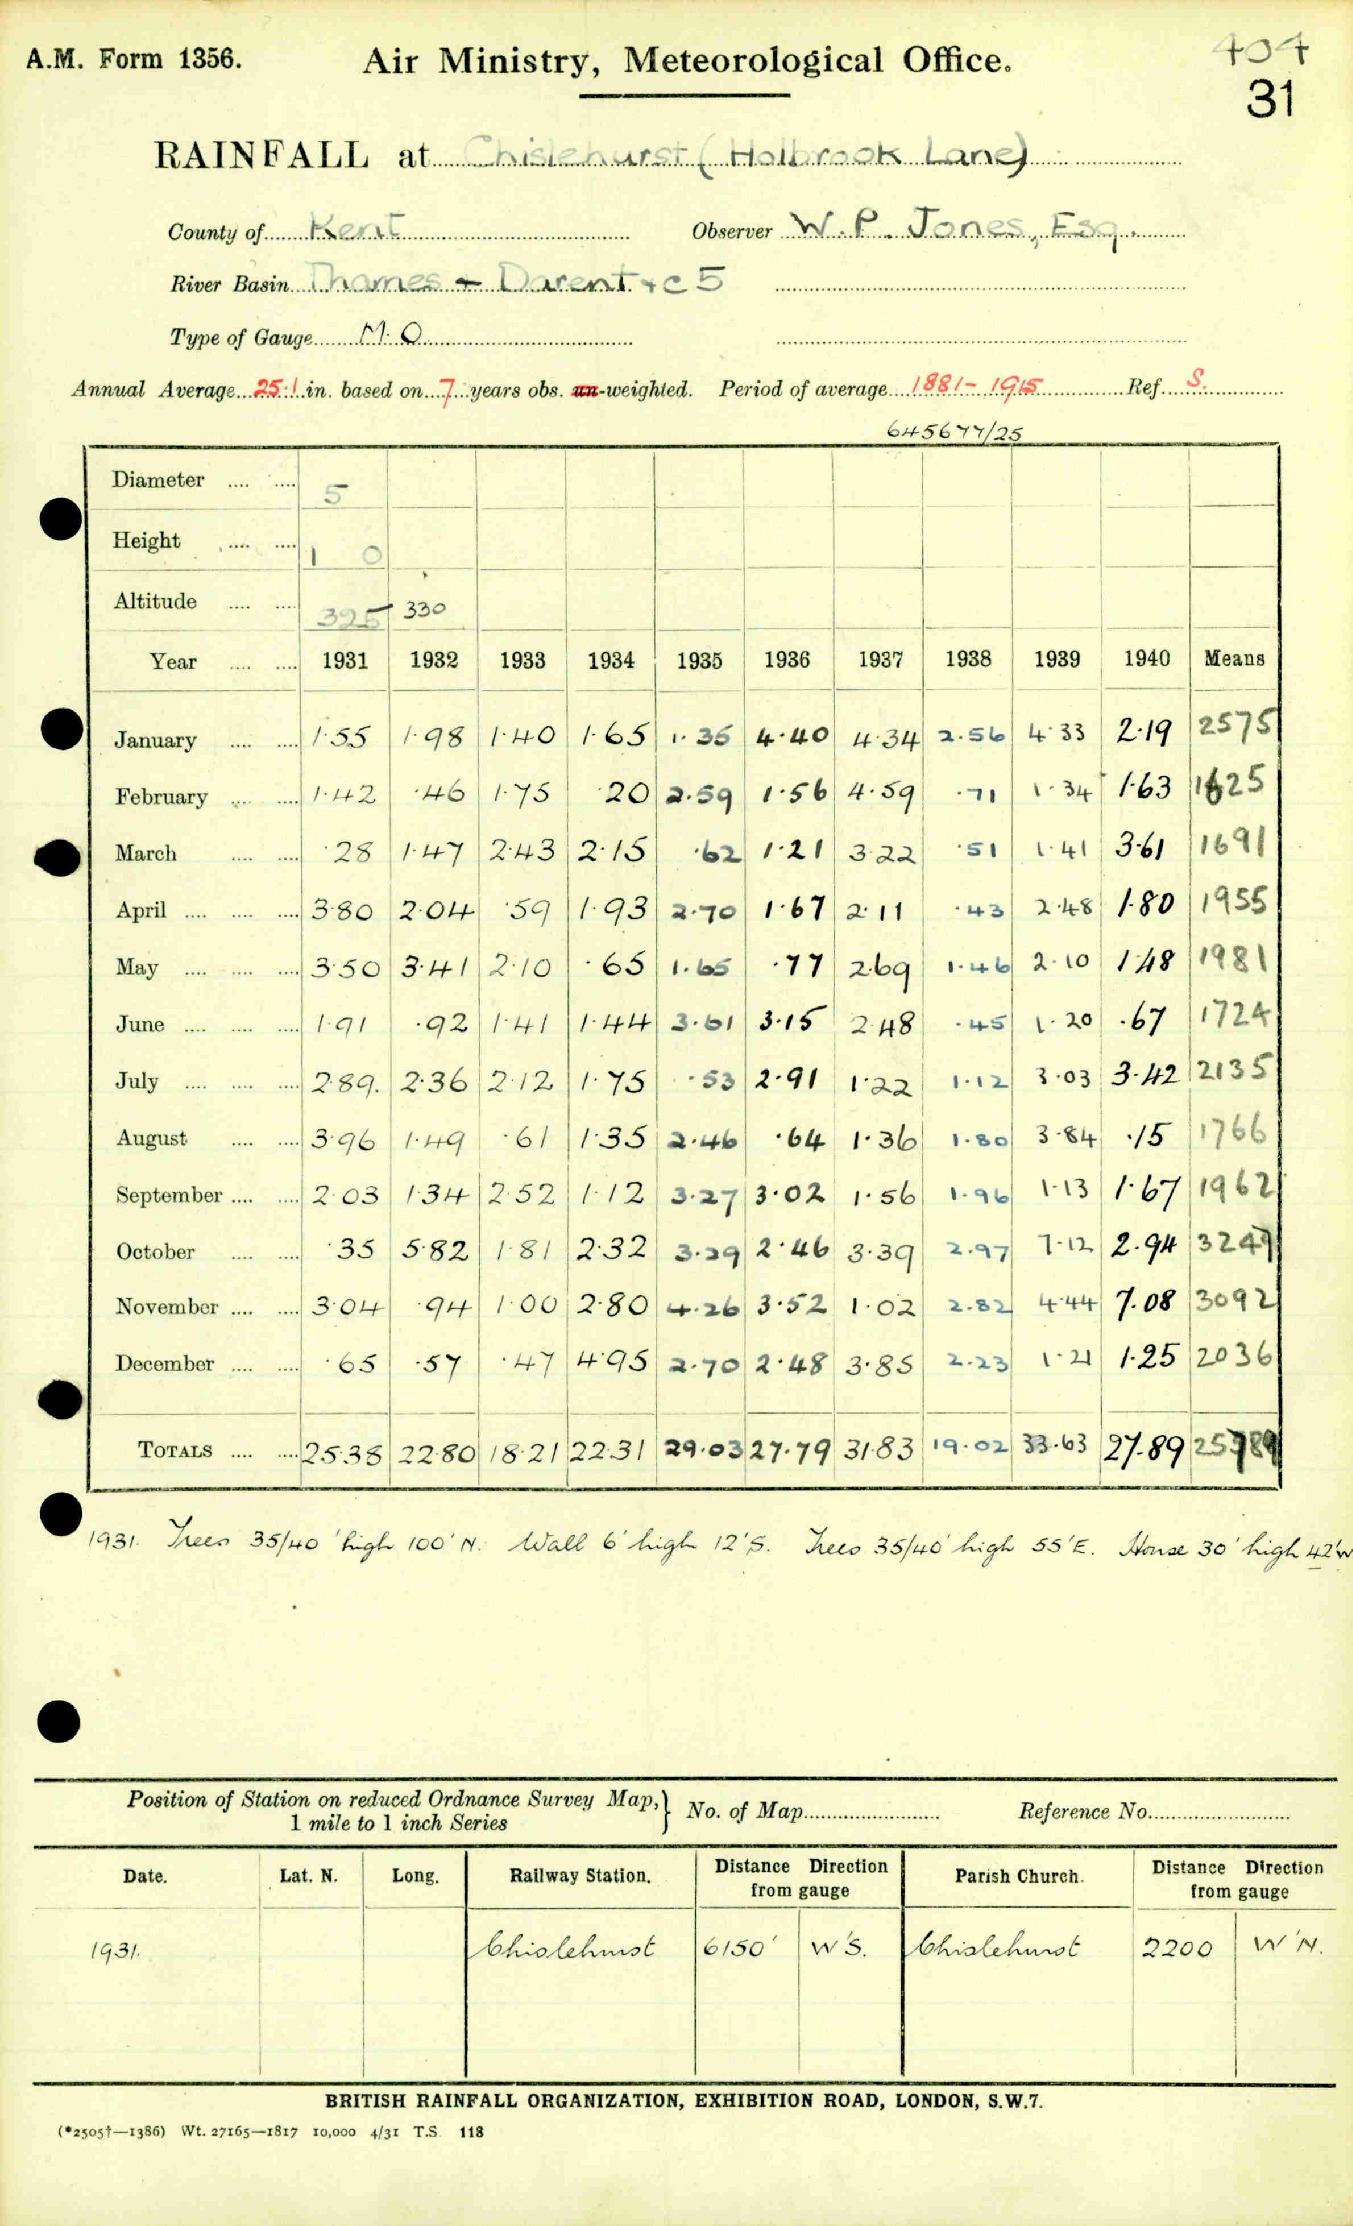 A.M. Form 1356.
Air Ministry, Meteorological Office.
404
31
RAINFALL at Chislehurst (Holbrook Lane)
County of Kent Observer W. P. Jones, Esq.
River Basin Thames + Darent +c 5
Type of Gauge M.O.
Annual Average 25.1 in. based on 7 years obs. un-weighted. Period of average 1881-1915 Ref. S.
645677/25
Diameter .... .... 5
Height .... .... 1 0
Altitude .... .... 325 330
Year .... .... 1931 1932 1933 1934 1935 1936 1937 1938 1939 1940 Means
January .... .... 1.55 1.98 1.40 1.65 1.35 4.40 4.34 2.56 4.33 2.19 2575
February .... .... 1.42 .46 1.75 .20 2.59 1.56 4.59 .71 1.34 1.63 1625
March .... .... .28 1.47 2.43 2.15 .62 1.21 3.22 .51 1.41 3.61 1691
April .... .... .... 3.80 2.04 .59 1.93 2.70 1.67 2.11 .43 2.48 1.80 1955
May .... .... .... 3.50 3.41 2.10 .65 1.65 .77 2.69 1.46 2.10 1.48 1981
June .... .... .... 1.91 .92 1.41 1.44 3.61 3.15 2.48 .45 1.20 .67 1724
July .... .... .... 2.89. 2.36 2.12 1.75 .53 2.91 1.22 1.12 3.03 3.42 2135
August .... .... 3.96 1.49 .61 1.35 2.46 .64 1.36 1.80 3.84 .15 1766
September .... .... 2.03 1.34 2.52 1.12 3.27 3.02 1.56 1.96 1.13 1.67 1962
October .... .... .35 5.82 1.81 2.32 3.29 2.46 3.39 2.97 7.12 2.94 3247
November .... .... 3.04 .94 1.00 2.80 4.26 3.52 1.02 2.82 4.44 7.08 3092
December .... .... .65 .57 .47 4.95 2.70 2.48 3.85 2.23 1.21 1.25 2036
TOTALS .... .... 25.38 22.80 18.21 22.31 29.03 27.79 31.83 19.02 33.63 27.89 25789
1931. Trees 35/40' high 100' N. Wall 6' high 12' S. Trees 35/40' high 55' E. House 30' high 42' W
Position of Station on reduced Ordnance Survey Map, } No. of Map Reference No.
1 mile to 1 inch Series
Date. Lat. N. Long. Railway Station. Distance Direction from gauge Parish Church. Distance Direction from gauge
1931. Chislehurst 6150' W'S. Chislehurst 2200 W'N.
BRITISH RAINFALL ORGANIZATION, EXHIBITION ROAD, LONDON, S.W.7.
(*2505†—1386) Wt. 27165—1817 10,000 4/31 T.S. 118